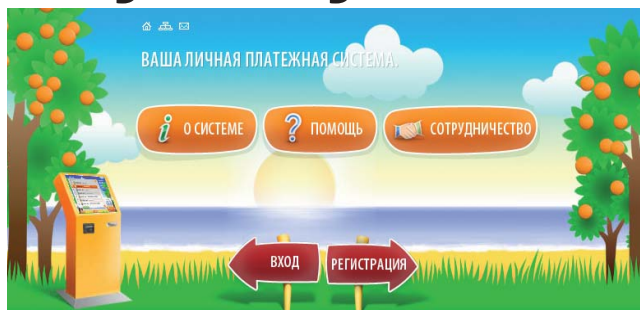 ВАША ЛИЧНАЯ ПЛАТЕЖНАЯ СИСТЕМА.
О СИСТЕМЕ
ПОМОЩЬ
СОТРУДНИЧЕСТВО
ВХОД
РЕГИСТРАЦИЯ